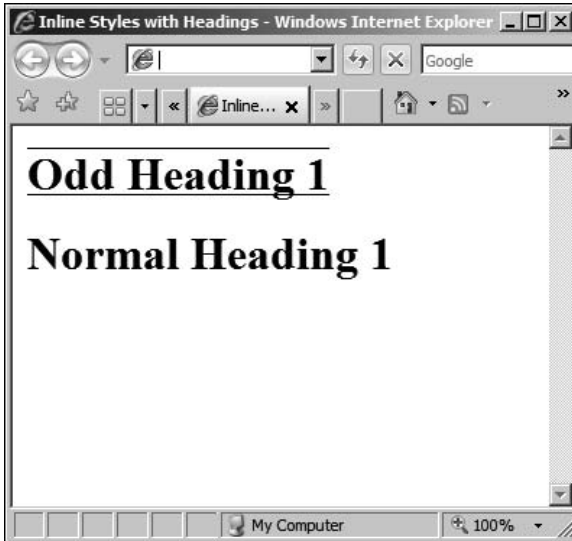 Inline Styles with Headings - Windows Internet Explorer
Google
Inline...
Odd Heading 1
Normal Heading 1
My Computer
100%